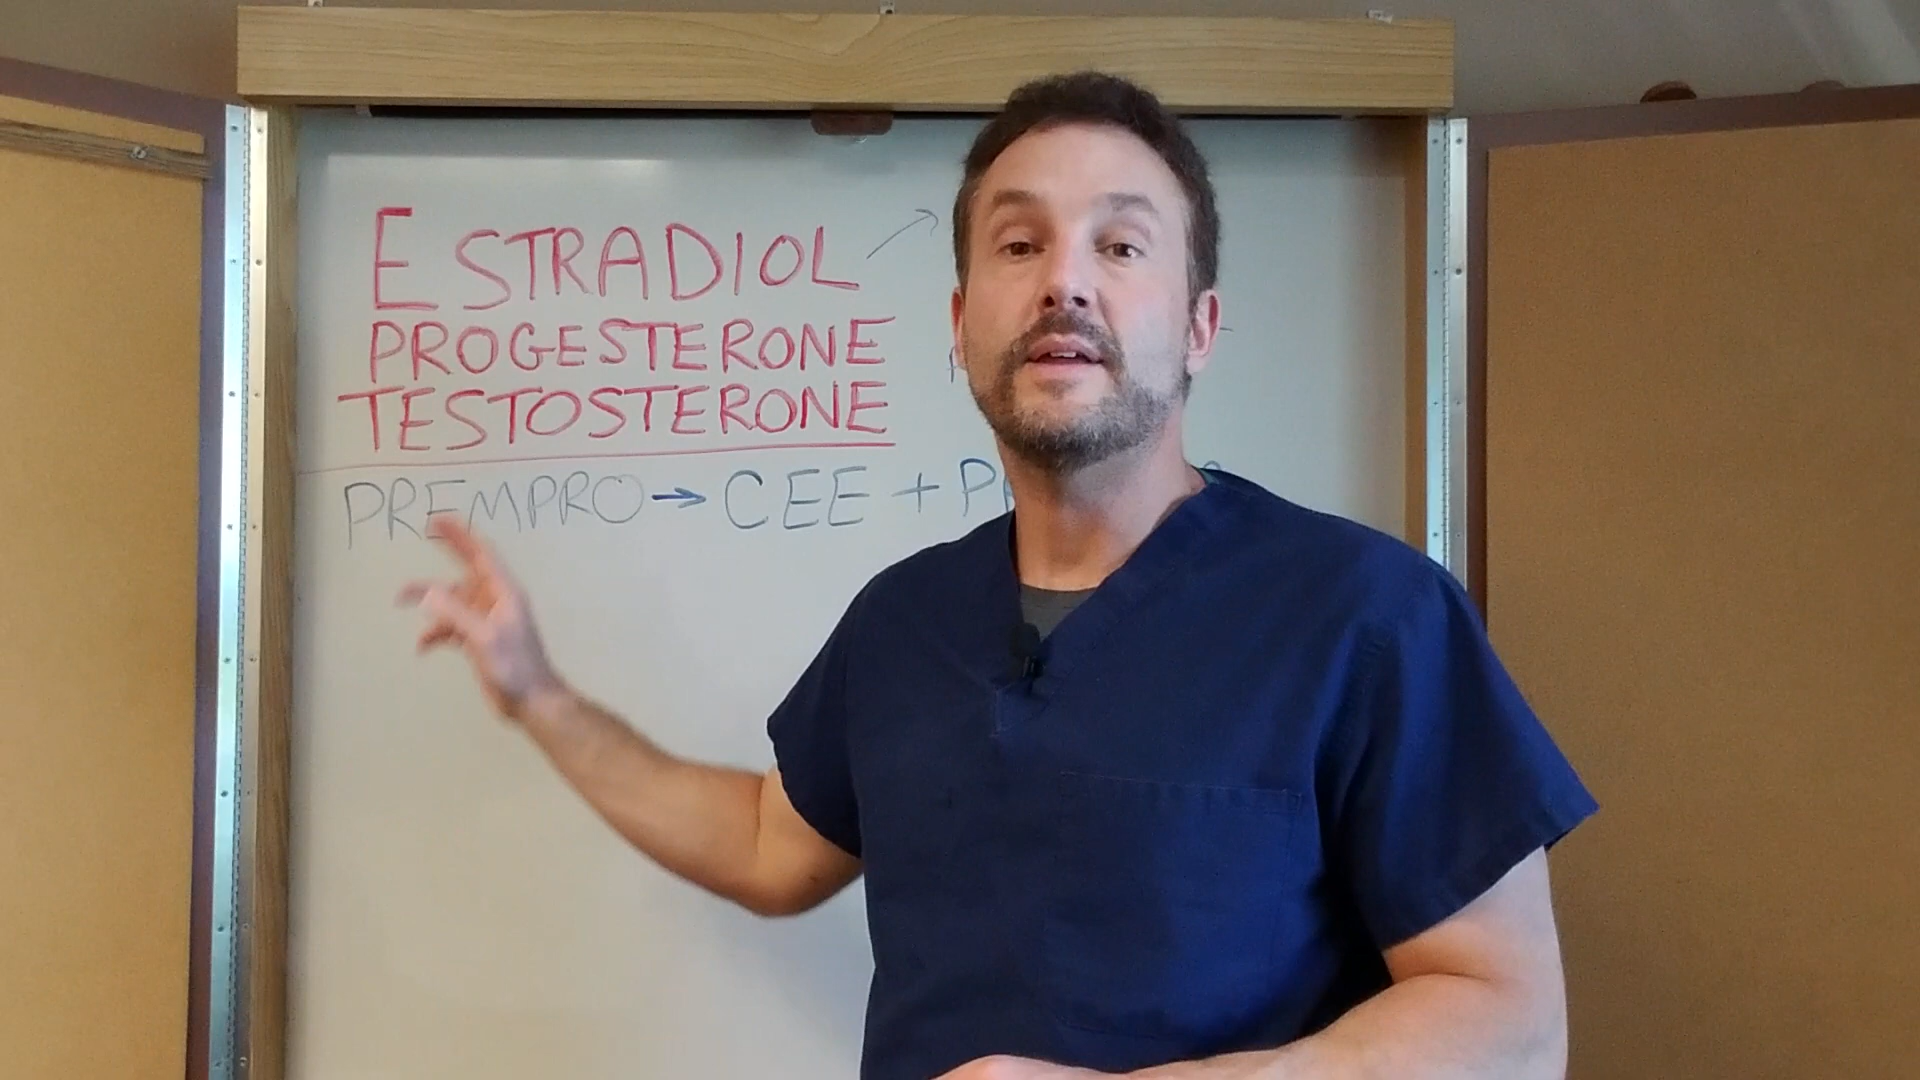 ESTRADIOL
PROGESTERONE
TESTOSTERONE
PREMPRO → CEE +